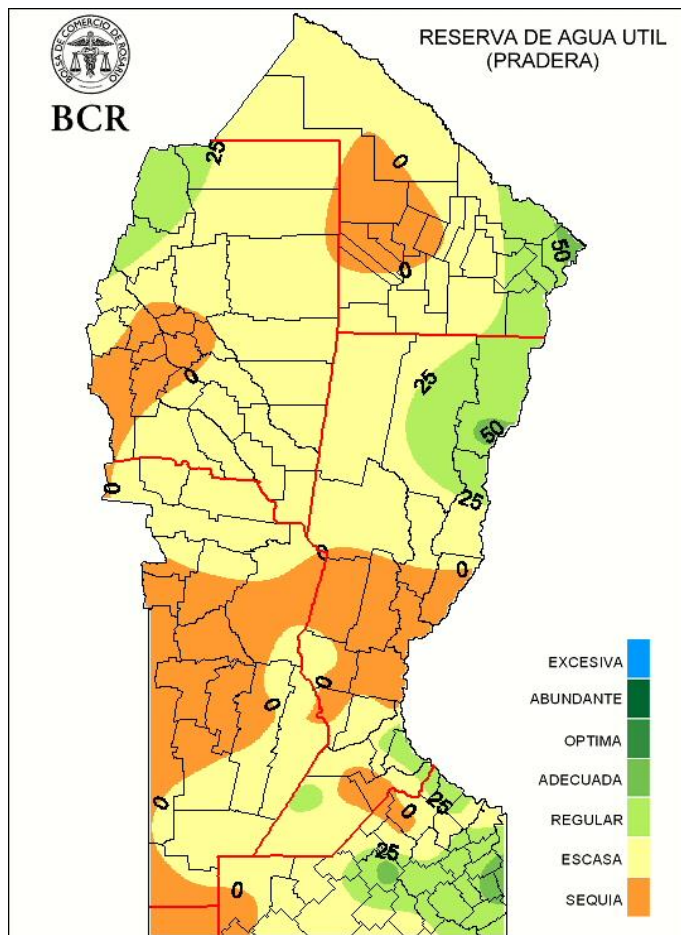 BOLSA DE COMERCIO DE ROSARIO
BCR
RESERVA DE AGUA UTIL
(PRADERA)
25
0
50
0
25
0
50
25
0
0
0
0
0
0
25
0
25
0
EXCESIVA
ABUNDANTE
OPTIMA
ADECUADA
REGULAR
ESCASA
SEQUIA